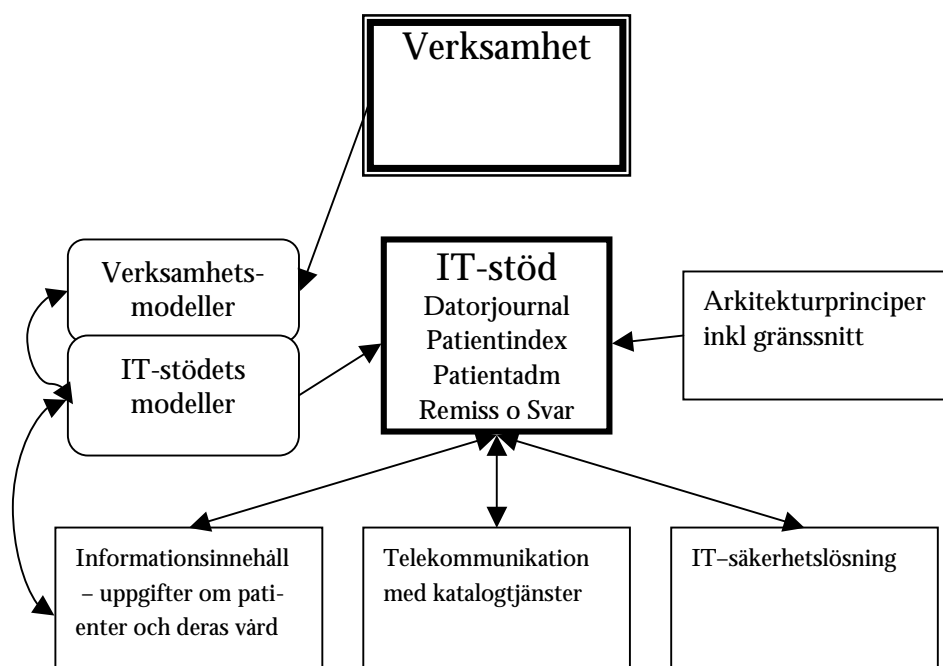 Verksamhet
Verksamhets-
modeller
IT-stödets
modeller
IT-stöd
Datorjournal
Patientindex
Patientadm
Remiss o Svar
Arkitekturprinciper
inkl gränssnitt
Informationsinnehåll
– uppgifter om pati-
enter och deras vård
Telekommunikation
med katalogtjänster
IT–säkerhetslösning